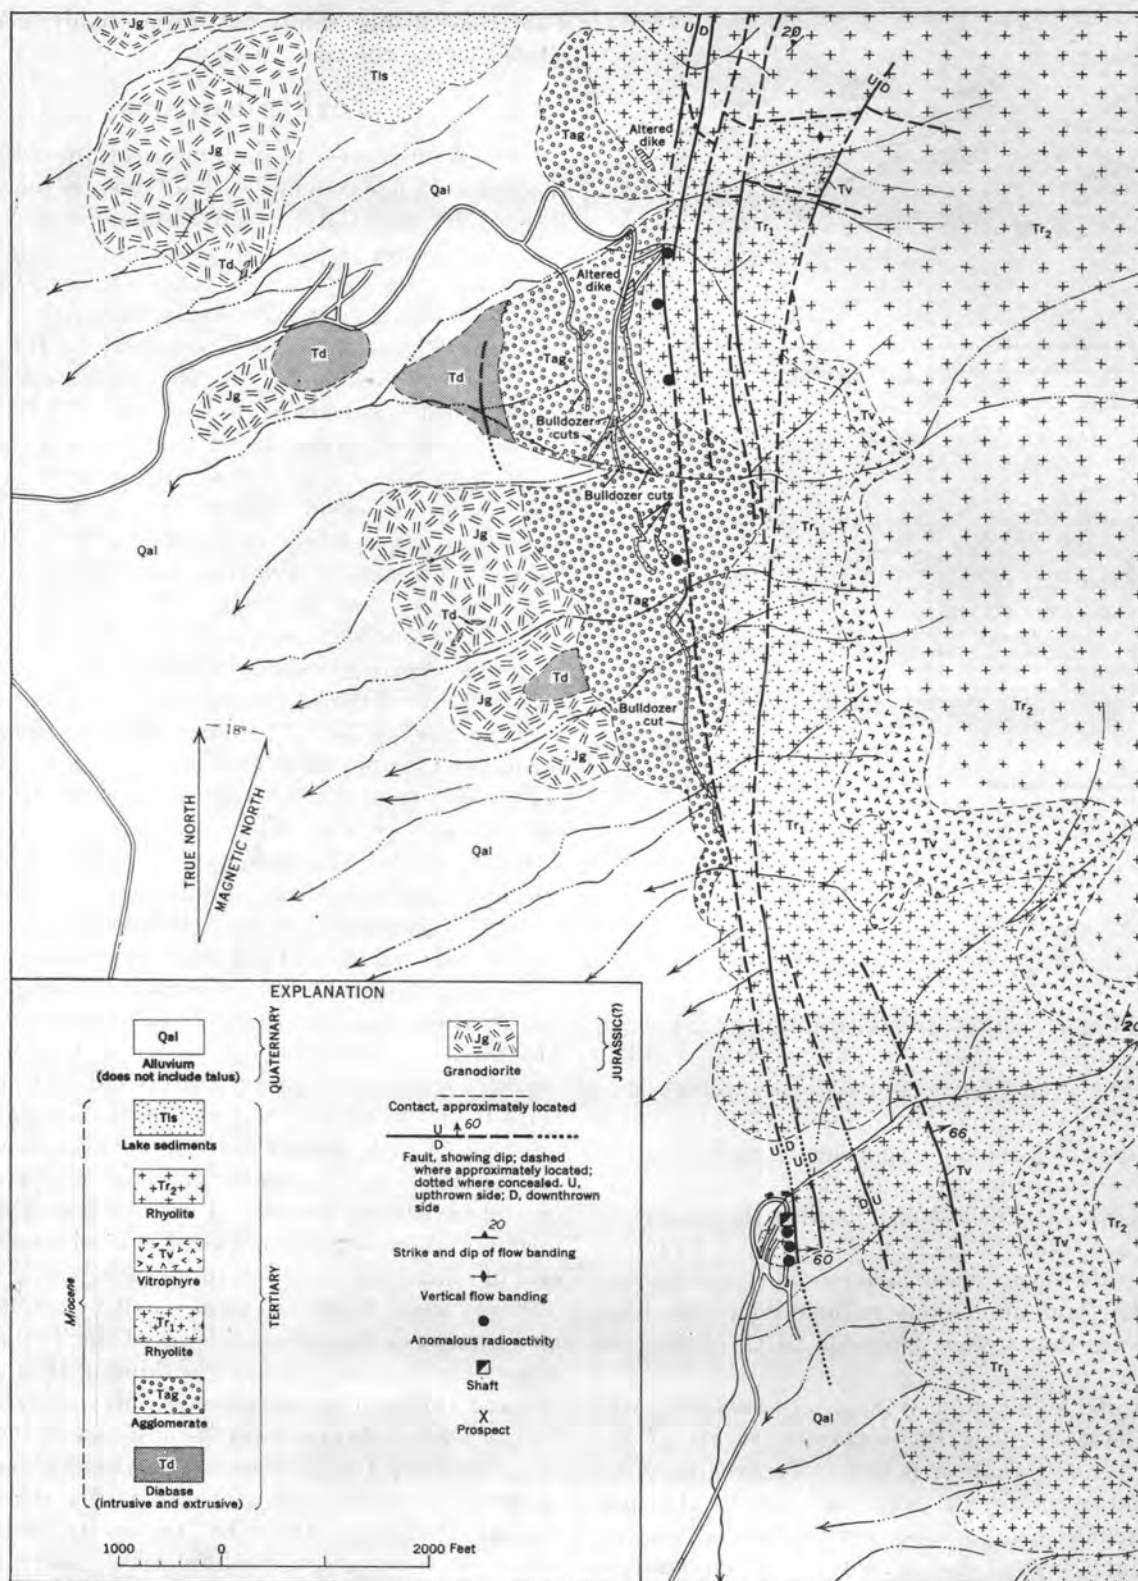 Jg
Tls
U D
20
U D
Tag
Altered
dike
Jg
Qal
Tv
Tr1
Tr2
Td
Altered
dike
Td
Td
Tag
Jg
Tv
Tv
Bulldozer
cuts
Bulldozer cuts
Jg
Tr1
Qal
Tag
Td
Td
Jg
Bulldozer
cut
Tr2
Jg
18°
TRUE NORTH
MAGNETIC NORTH
Qal
Tr1
Tv
20
U D
U D
66
Tv
D U
Tv
Tr2
60
Tr1
Qal
EXPLANATION
Qal
Alluvium
(does not include talus)
QUATERNARY
Tls
Lake sediments
Tr2
Rhyolite
Tv
Vitrophyre
Tr1
Rhyolite
Tag
Agglomerate
Td
Diabase
(intrusive and extrusive)
Miocene
TERTIARY
Jg
Granodiorite
JURASSIC(?)
Contact, approximately located
U 60
D
Fault, showing dip; dashed
where approximately located;
dotted where concealed. U,
upthrown side; D, downthrown
side
20
Strike and dip of flow banding
Vertical flow banding
Anomalous radioactivity
Shaft
X
Prospect
1000 0 2000 Feet